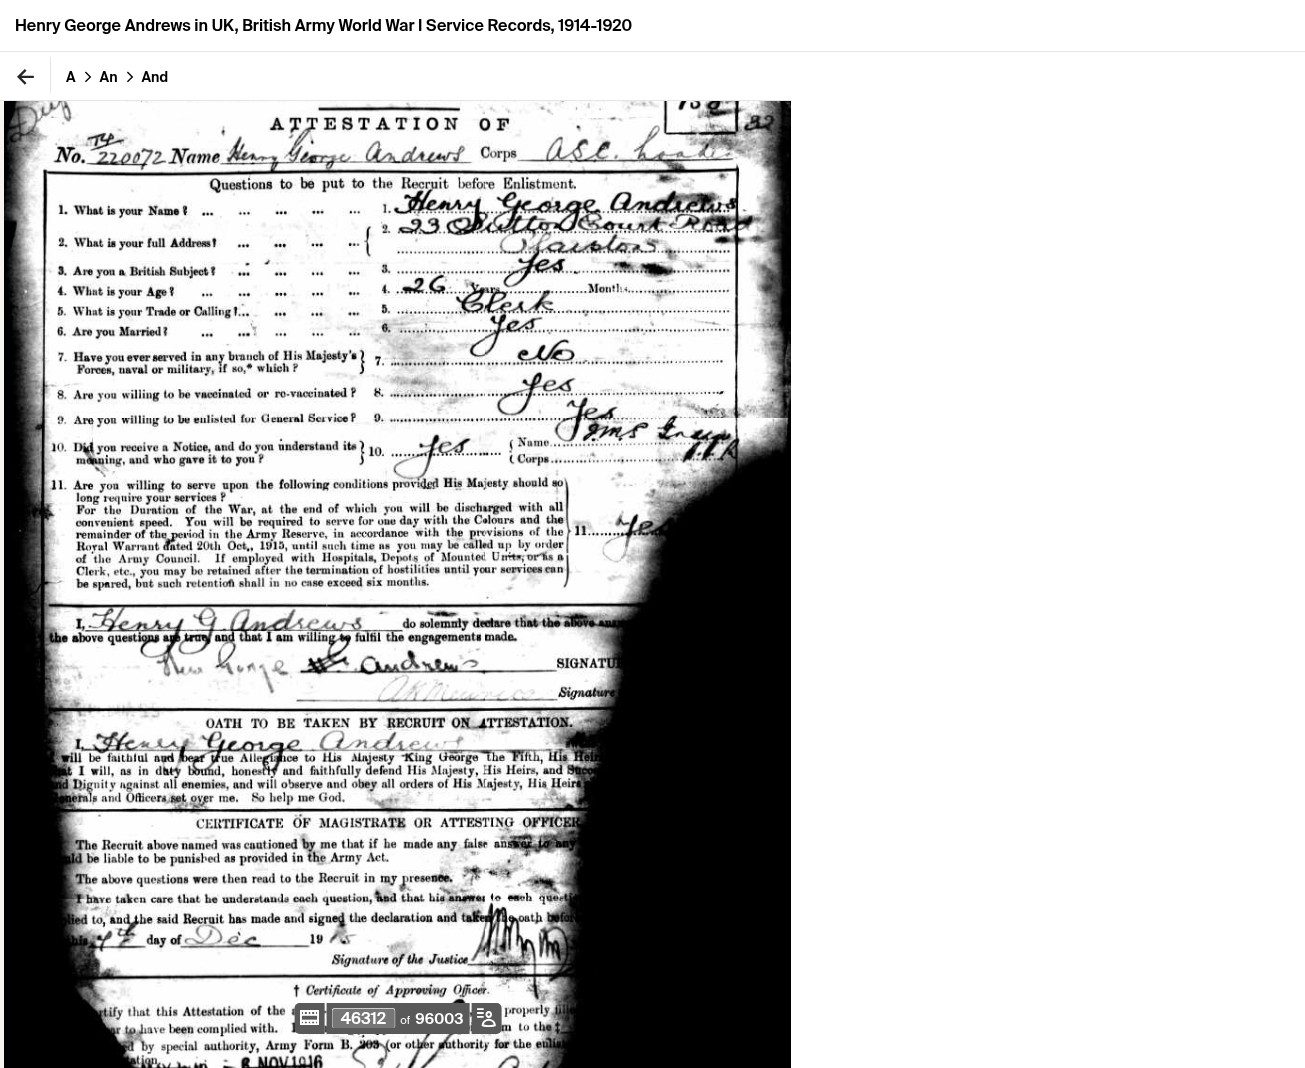 Henry George Andrews in UK, British Army World War I Service Records, 1914-1920
A > An > And
ATTESTATION OF
No. T4/220072 Name Henry George Andrews Corps ASC.
Questions to be put to the Recruit before Enlistment.
1. What is your Name? ... ... ... ... ... 1. Henry George Andrews
2. What is your full Address? ... ... ... 2. 23 Sutton Court Road
Plaistow
3. Are you a British Subject? ... ... ... ... 3. Yes
4. What is your Age? ... ... ... ... ... 4. 26 Years Months
5. What is your Trade or Calling?... ... ... ... 5. Clerk
6. Are you Married? ... ... ... ... 6. Yes
7. Have you ever served in any branch of His Majesty's
Forces, naval or military, if so,* which? 7. No
8. Are you willing to be vaccinated or re-vaccinated? 8. Yes
9. Are you willing to be enlisted for General Service? 9. Yes
10. Did you receive a Notice, and do you understand its
meaning, and who gave it to you? 10. Yes Name
Corps
11. Are you willing to serve upon the following conditions provided His Majesty should so
long require your services?
For the Duration of the War, at the end of which you will be discharged with all
convenient speed. You will be required to serve for one day with the Colours and the
remainder of the period in the Army Reserve, in accordance with the provisions of the 11. Yes
Royal Warrant dated 20th Oct., 1915, until such time as you may be called up by order
of the Army Council. If employed with Hospitals, Depots of Mounted Units, or as a
Clerk, etc., you may be retained after the termination of hostilities until your services can
be spared, but such retention shall in no case exceed six months.
I, Henry G Andrews do solemnly declare that the above
the above questions are true, and that I am willing to fulfil the engagements made.
George Andrews SIGNATU
Signature
OATH TO BE TAKEN BY RECRUIT ON ATTESTATION.
I, Henry George Andrews
will be faithful and bear true Allegiance to His Majesty King George the Fifth, His Heir
I will, as in duty bound, honestly and faithfully defend His Majesty, His Heirs, and
Dignity against all enemies, and will observe and obey all orders of His Majesty, His Heirs
and Officers set over me. So help me God.
CERTIFICATE OF MAGISTRATE OR ATTESTING OFFICER
The Recruit above named was cautioned by me that if he made any false answer to any
be liable to be punished as provided in the Army Act.
The above questions were then read to the Recruit in my presence.
I have taken care that he understands each question, and that his answer to each
to, and the said Recruit has made and signed the declaration and taken the oath
day of Dec 1915
Signature of the Justice
† Certificate of Approving Officer.
that this Attestation of the properly
to have been complied with. to the ‡
by special authority, Army Form B. 203 (or other authority for the
8 NOV 1916
46312 of 96003